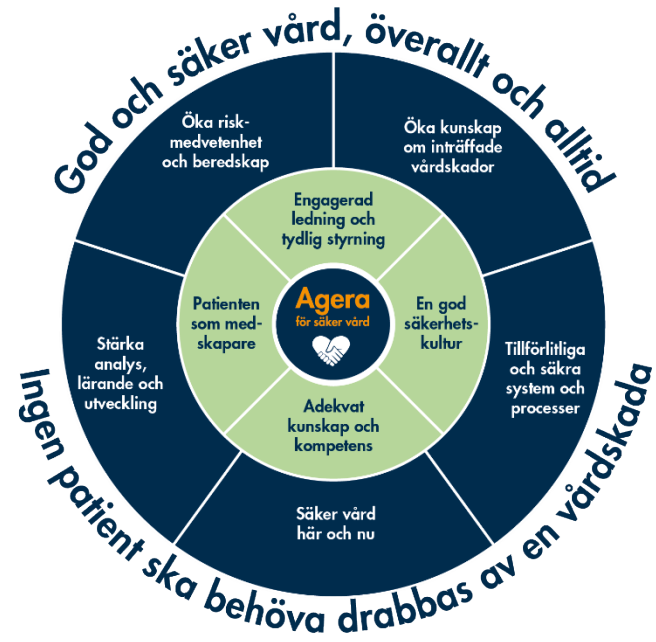 God och säker vård, överallt och alltid
Öka risk-
medvetenhet
och beredskap
Öka kunskap
om inträffade
vårdskador
Engagerad
ledning och
tydlig styrning
Patienten
som med-
skapare
Agera
för säker vård
En god
säkerhets-
kultur
Stärka
analys,
lärande och
utveckling
Tillförlitliga
och säkra
system och
processer
Adekvat
kunskap och
kompetens
Säker vård
här och nu
Ingen patient ska behöva drabbas av en vårdskada